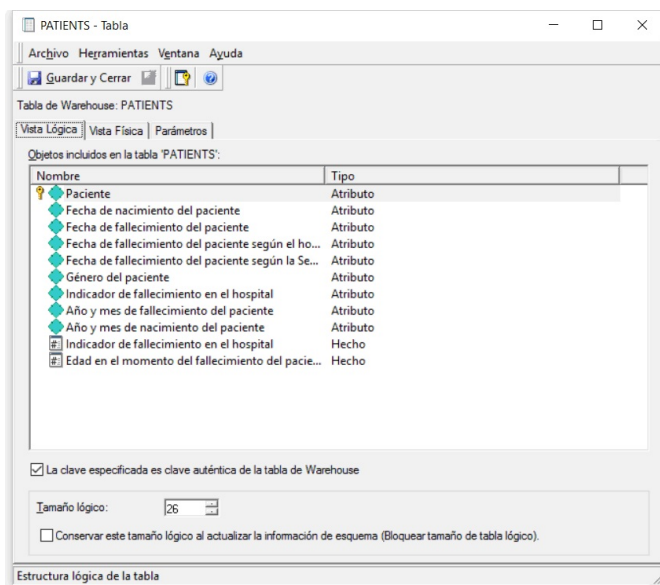 PATIENTS - Tabla
Archivo Herramientas Ventana Ayuda
Guardar y Cerrar
Tabla de Warehouse: PATIENTS
Vista Lógica Vista Física Parámetros
Objetos incluidos en la tabla 'PATIENTS':
Nombre Tipo
Paciente Atributo
Fecha de nacimiento del paciente Atributo
Fecha de fallecimiento del paciente Atributo
Fecha de fallecimiento del paciente según el ho... Atributo
Fecha de fallecimiento del paciente según la Se... Atributo
Género del paciente Atributo
Indicador de fallecimiento en el hospital Atributo
Año y mes de fallecimiento del paciente Atributo
Año y mes de nacimiento del paciente Atributo
Indicador de fallecimiento en el hospital Hecho
Edad en el momento del fallecimiento del pacie... Hecho
La clave especificada es clave auténtica de la tabla de Warehouse
Tamaño lógico: 26
Conservar este tamaño lógico al actualizar la información de esquema (Bloquear tamaño de tabla lógico).
Estructura lógica de la tabla